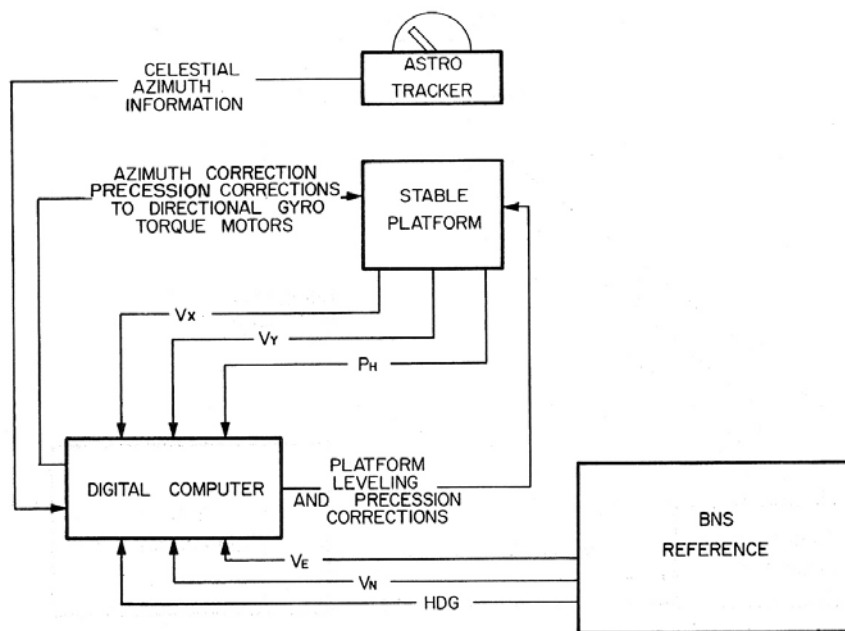 ASTRO
TRACKER
CELESTIAL
AZIMUTH
INFORMATION
AZIMUTH CORRECTION
PRECESSION CORRECTIONS
TO DIRECTIONAL GYRO
TORQUE MOTORS
STABLE
PLATFORM
VX
VY
PH
DIGITAL COMPUTER
PLATFORM
LEVELING
AND PRECESSION
CORRECTIONS
BNS
REFERENCE
VE
VN
HDG